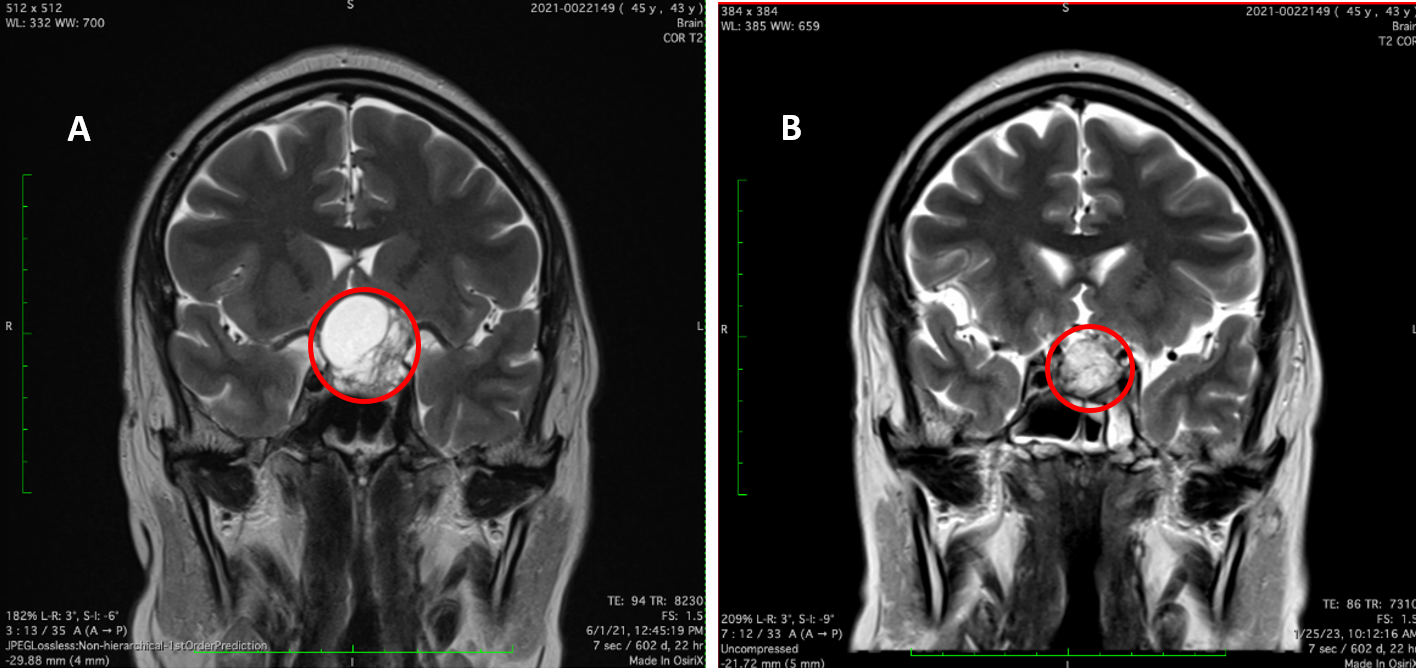 512 x 512
WL: 332 WW: 700
S
2021-0022149 ( 45 y , 43 y )
Brain
COR T2
A
R
L
182% L-R: 3°, S-I: -6°
3 : 13 / 35 A (A → P)
JPEGLossless:Non-hierarchical-1stOrderPrediction
-29.88 mm (4 mm)
I
TE: 94 TR: 8230
FS: 1.5
6/1/21, 12:45:19 PM
7 sec / 602 d, 22 hr
Made In OsiriX
384 x 384
WL: 385 WW: 659
S
2021-0022149 ( 45 y , 43 y
Brain
T2 COR
B
R
L
209% L-R: 3°, S-I: -9°
7 : 12 / 33 A (A → P)
Uncompressed
-21.72 mm (5 mm)
I
TE: 86 TR: 7310
FS: 1.5
1/25/23, 10:12:16 AM
7 sec / 602 d, 22 hr
Made In OsiriX